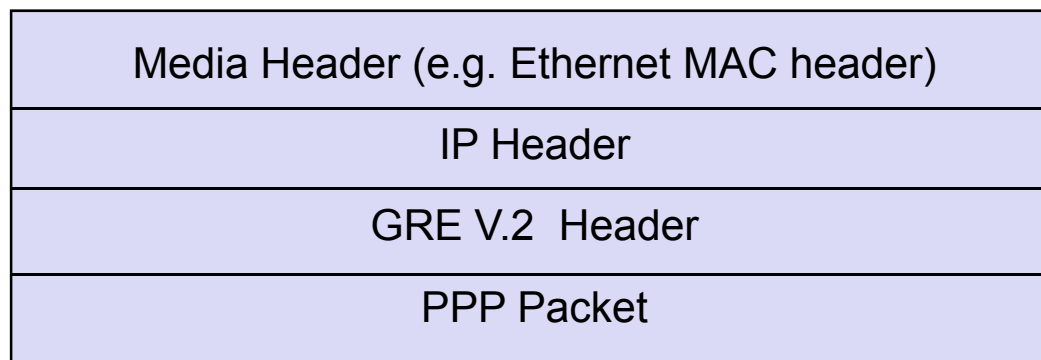 Media Header (e.g. Ethernet MAC header)
IP Header
GRE V.2 Header
PPP Packet